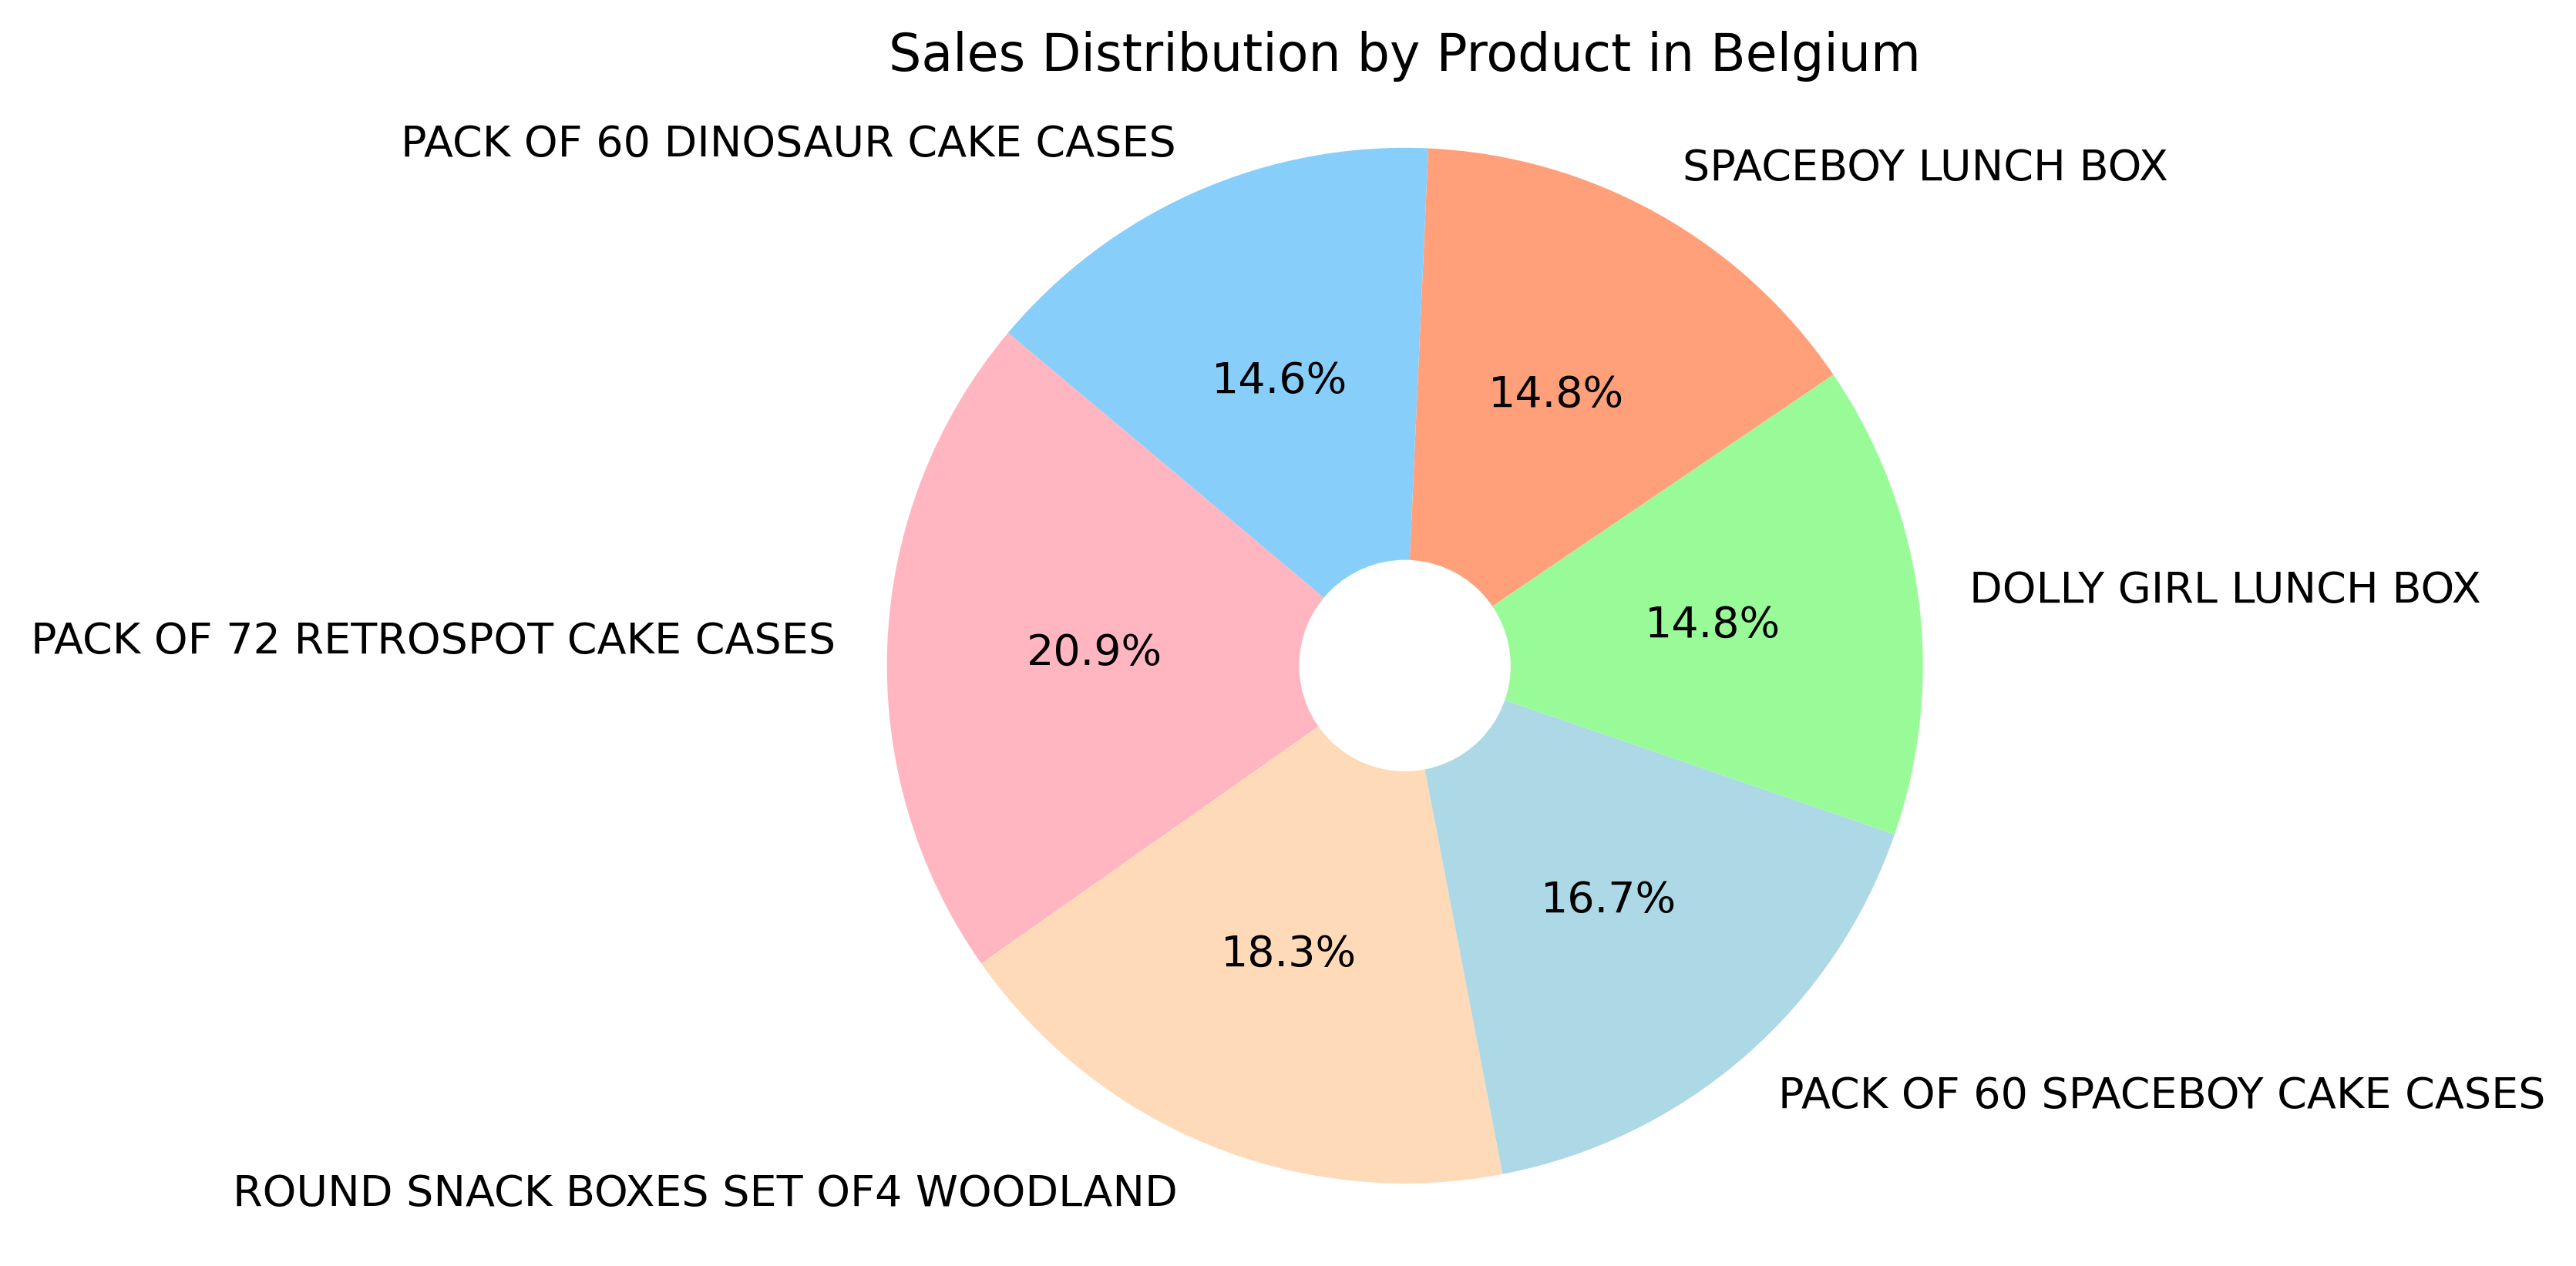 Sales Distribution by Product in Belgium
PACK OF 60 DINOSAUR CAKE CASES
SPACEBOY LUNCH BOX
14.6%
14.8%
DOLLY GIRL LUNCH BOX
14.8%
PACK OF 72 RETROSPOT CAKE CASES
20.9%
16.7%
18.3%
PACK OF 60 SPACEBOY CAKE CASES
ROUND SNACK BOXES SET OF4 WOODLAND